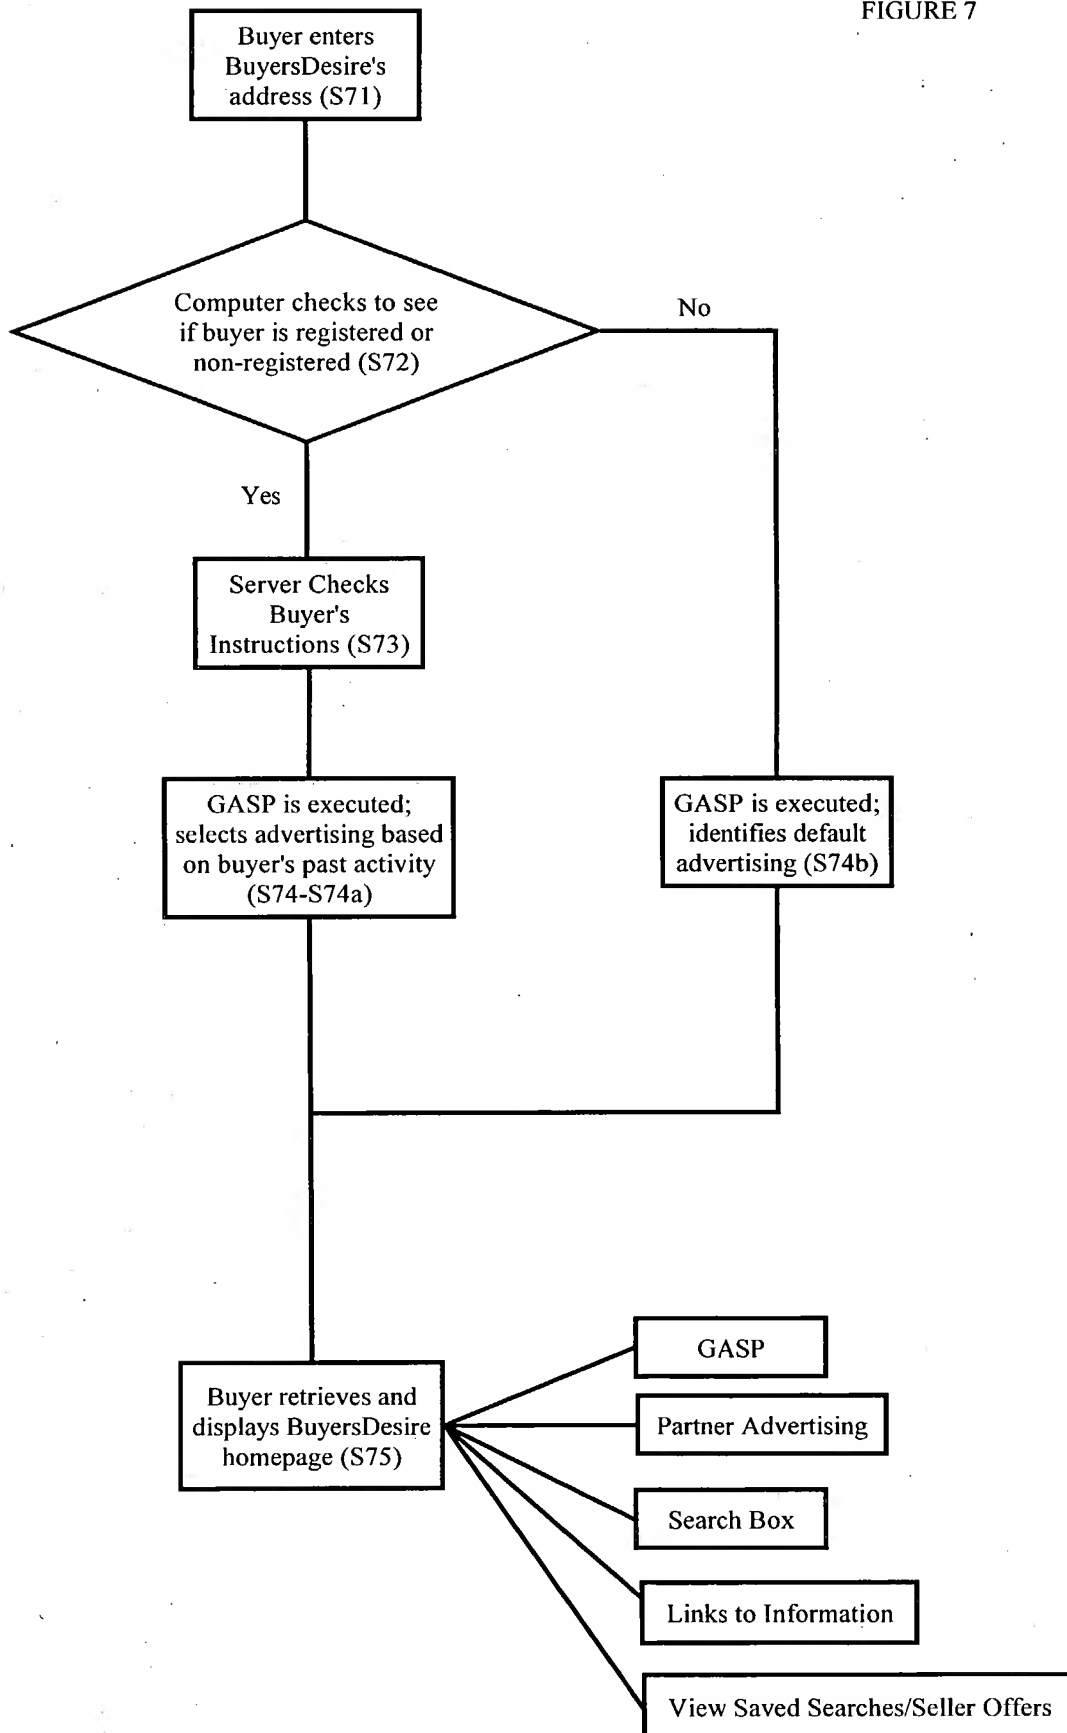 FIGURE 7
Buyer enters
BuyersDesire's
address (S71)
Computer checks to see
if buyer is registered or
non-registered (S72)
No
Yes
Server Checks
Buyer's
Instructions (S73)
GASP is executed;
selects advertising based
on buyer's past activity
(S74-S74a)
GASP is executed;
identifies default
advertising (S74b)
Buyer retrieves and
displays BuyersDesire
homepage (S75)
GASP
Partner Advertising
Search Box
Links to Information
View Saved Searches/Seller Offers